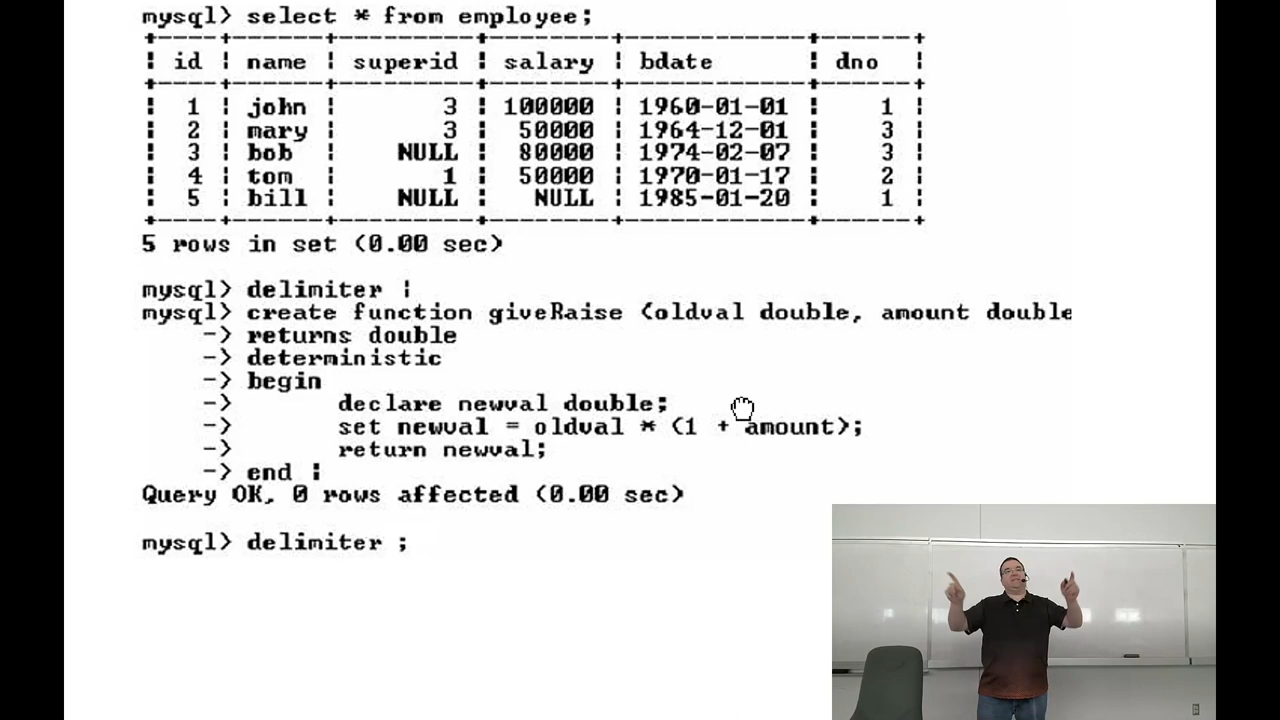 mysql> select * from employee;
+------+------+---------+--------+------------+------+
| id | name | superid | salary | bdate | dno |
+------+------+---------+--------+------------+------+
| 1 | john | 3 | 100000 | 1960-01-01 | 1 |
| 2 | mary | 3 | 50000 | 1964-12-01 | 3 |
| 3 | bob | NULL | 80000 | 1974-02-07 | 3 |
| 4 | tom | 1 | 50000 | 1970-01-17 | 2 |
| 5 | bill | NULL | NULL | 1985-01-20 | 1 |
+------+------+---------+--------+------------+------+
5 rows in set (0.00 sec)
mysql> delimiter |
mysql> create function giveRaise (oldval double, amount double
-> returns double
-> deterministic
-> begin
-> declare newval double;
-> set newval = oldval * (1 + amount);
-> return newval;
-> end |
Query OK, 0 rows affected (0.00 sec)
mysql> delimiter ;